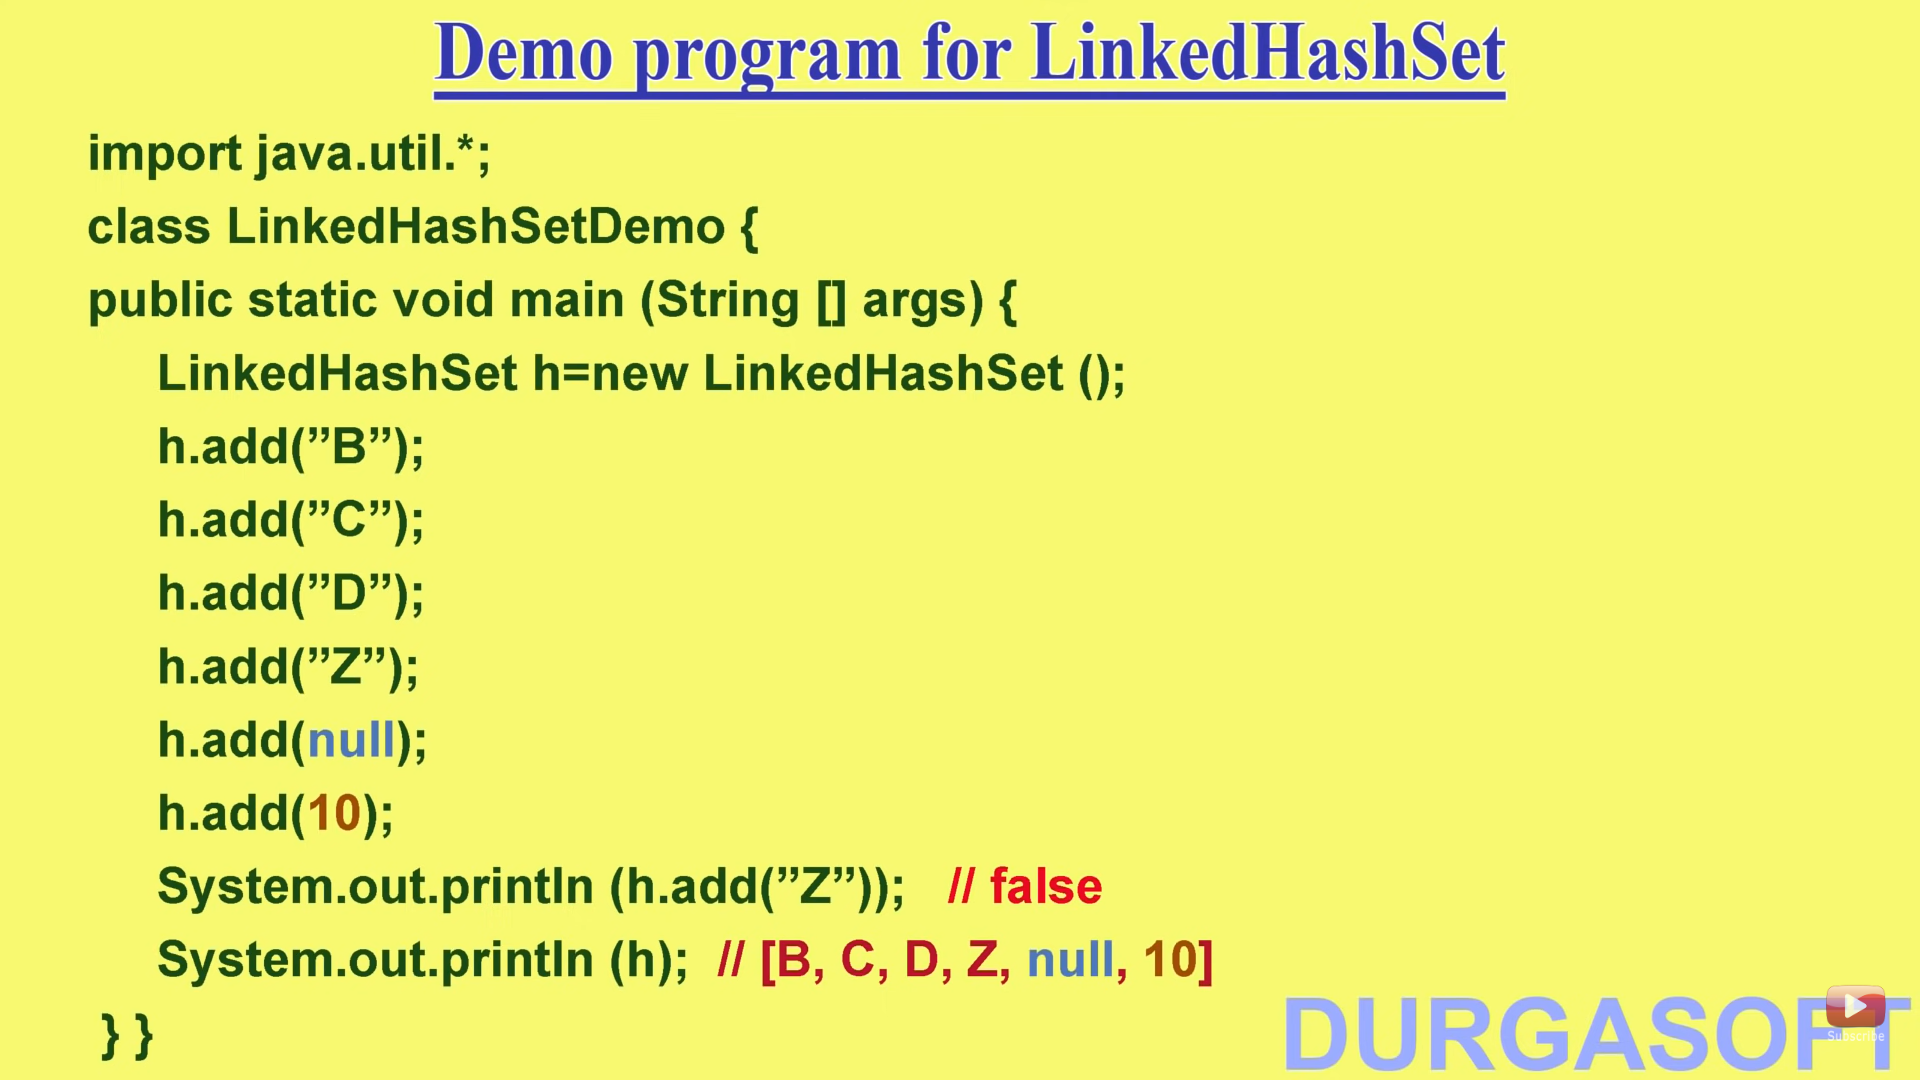 Demo program for LinkedHashSet
import java.util.*;
class LinkedHashSetDemo {
public static void main (String [] args) {
LinkedHashSet h=new LinkedHashSet ();
h.add(”B”);
h.add(”C”);
h.add(”D”);
h.add(”Z”);
h.add(null);
h.add(10);
System.out.println (h.add(”Z”)); // false
System.out.println (h); // [B, C, D, Z, null, 10]
} }
DURGASOFT
Subscribe